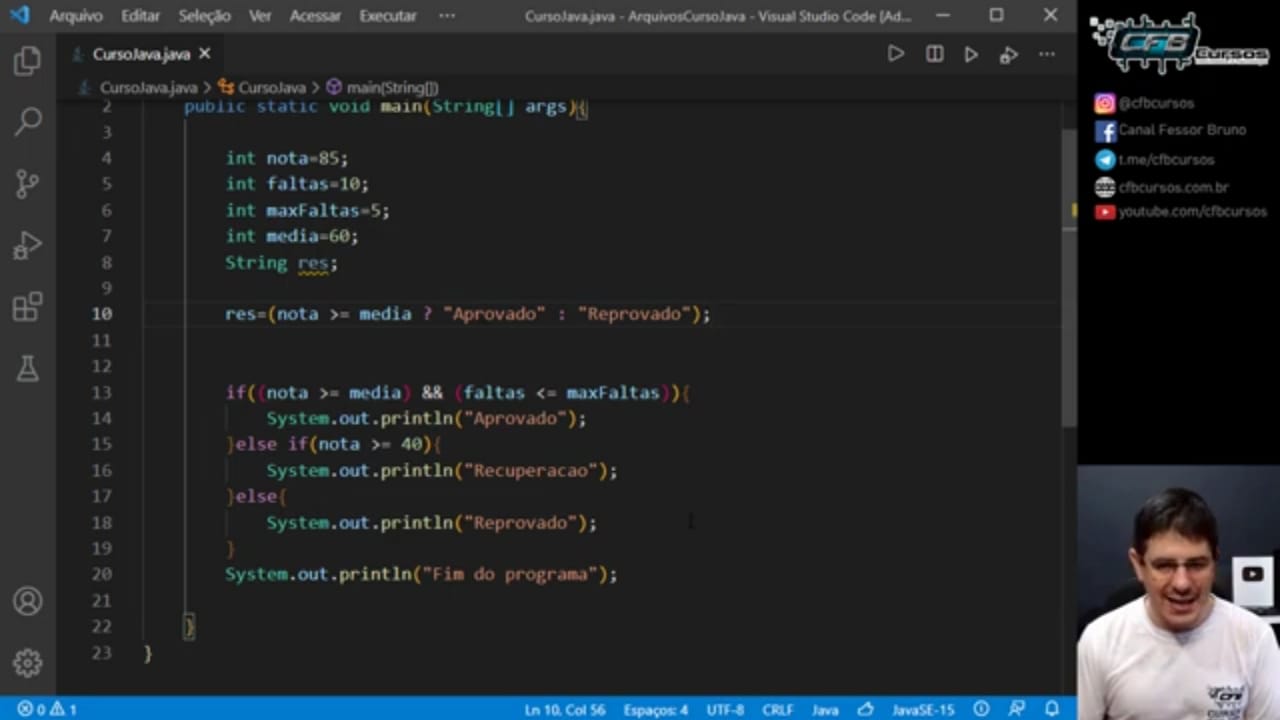 Arquivo Editar Seleção Ver Acessar Executar ··· CursoJava.java - ArquivosCursoJava - Visual Studio Code [Ad...
CursoJava.java
CursoJava.java > CursoJava > main(String[])
2 public static void main(String[] args){
3
4 int nota=85;
5 int faltas=10;
6 int maxFaltas=5;
7 int media=60;
8 String res;
9
10 res=(nota >= media ? "Aprovado" : "Reprovado");
11
12
13 if((nota >= media) && (faltas <= maxFaltas)){
14 System.out.println("Aprovado");
15 }else if(nota >= 40){
16 System.out.println("Recuperacao");
17 }else{
18 System.out.println("Reprovado");
19 }
20 System.out.println("Fim do programa");
21
22 }
23 }
0 1 Ln 10, Col 56 Espaços: 4 UTF-8 CRLF Java JavaSE-15
CFB Cursos
@cfbcursos
Canal Fessor Bruno
t.me/cfbcursos
cfbcursos.com.br
youtube.com/cfbcursos
CFB